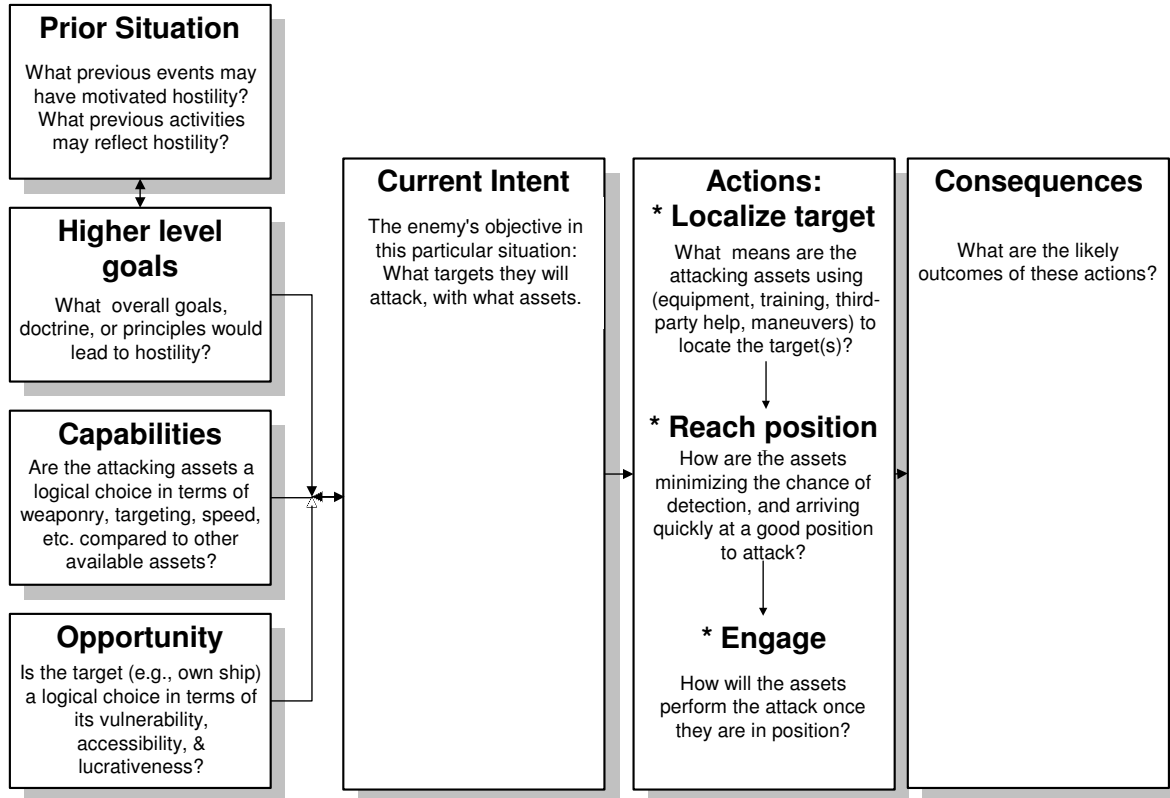 Prior Situation
What previous events may
have motivated hostility?
What previous activities
may reflect hostility?
Higher level
goals
What overall goals,
doctrine, or principles would
lead to hostility?
Capabilities
Are the attacking assets a
logical choice in terms of
weaponry, targeting, speed,
etc. compared to other
available assets?
Opportunity
Is the target (e.g., own ship)
a logical choice in terms of
its vulnerability,
accessibility, &
lucrativeness?
Current Intent
The enemy's objective in
this particular situation:
What targets they will
attack, with what assets.
Actions:
* Localize target
What means are the
attacking assets using
(equipment, training, third-
party help, maneuvers) to
locate the target(s)?
* Reach position
How are the assets
minimizing the chance of
detection, and arriving
quickly at a good position
to attack?
* Engage
How will the assets
perform the attack once
they are in position?
Consequences
What are the likely
outcomes of these actions?